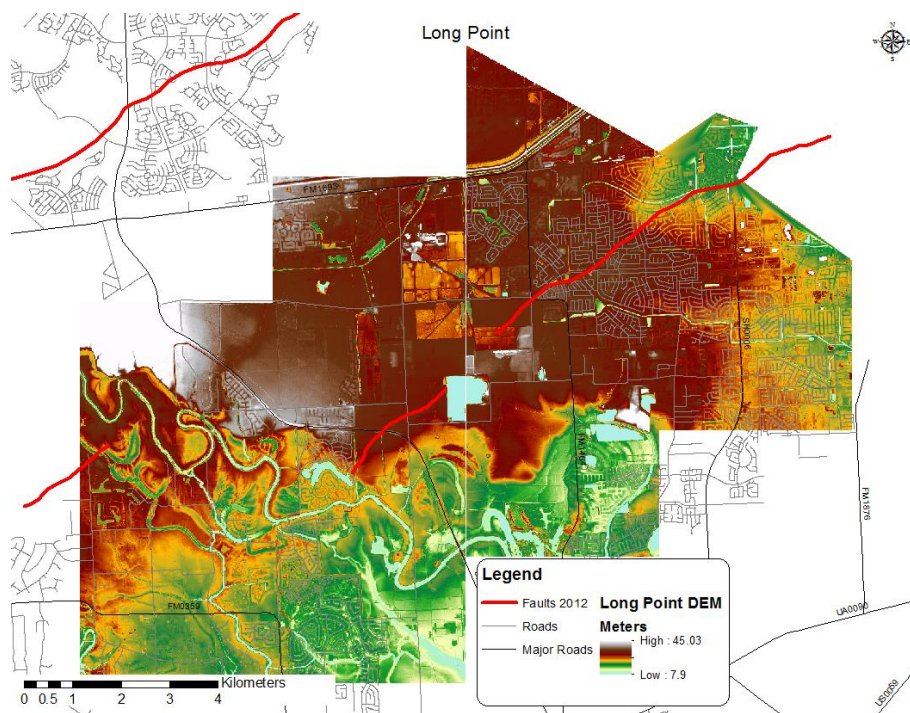 Long Point
N
W
E
S
FM1093
SH0006
FM1876
FM0359
UA0090
US0059
Legend
Faults 2012
Roads
Major Roads
Long Point DEM
Meters
High : 45.03
Low : 7.9
Kilometers
0 0.5 1 2 3 4